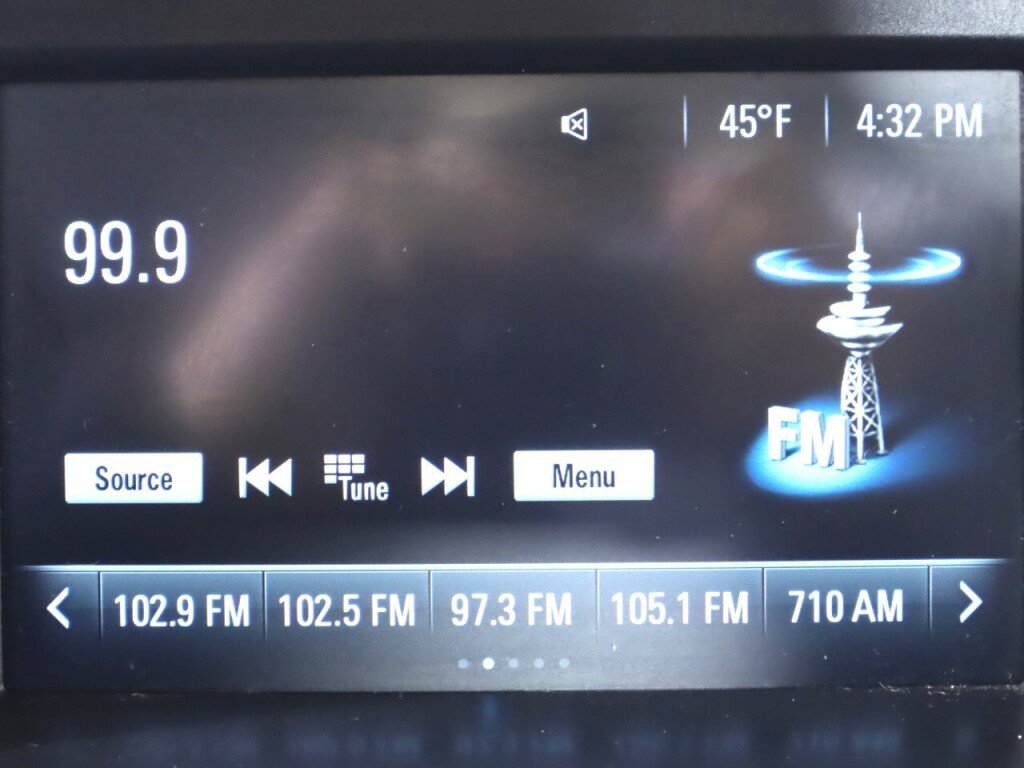 45°F 4:32 PM
99.9
FM
Source Tune Menu
102.9 FM 102.5 FM 97.3 FM 105.1 FM 710 AM